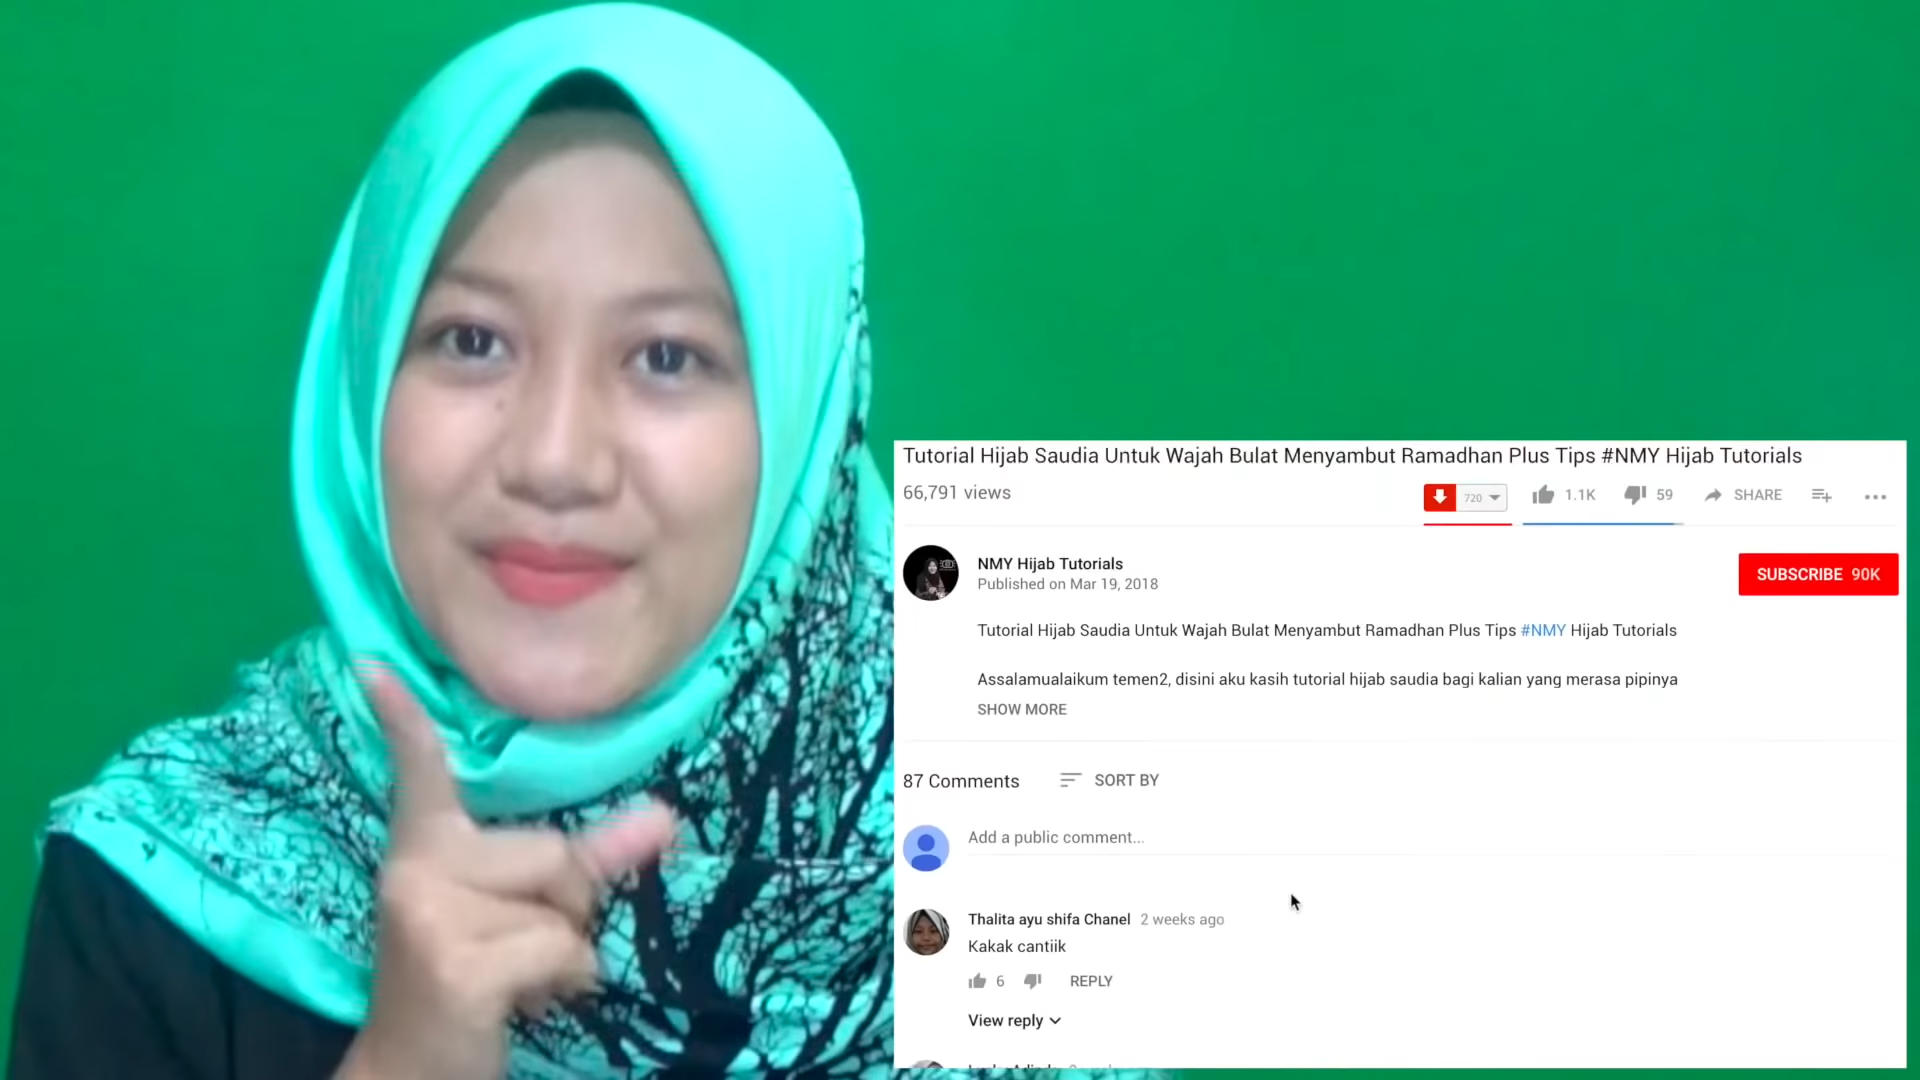 Tutorial Hijab Saudia Untuk Wajah Bulat Menyambut Ramadhan Plus Tips #NMY Hijab Tutorials
66,791 views
720
1.1K
59
SHARE
NMY Hijab Tutorials
Published on Mar 19, 2018
SUBSCRIBE 90K
Tutorial Hijab Saudia Untuk Wajah Bulat Menyambut Ramadhan Plus Tips #NMY Hijab Tutorials
Assalamualaikum temen2, disini aku kasih tutorial hijab saudia bagi kalian yang merasa pipinya
SHOW MORE
87 Comments
SORT BY
Add a public comment...
Thalita ayu shifa Chanel 2 weeks ago
Kakak cantiik
6
REPLY
View reply